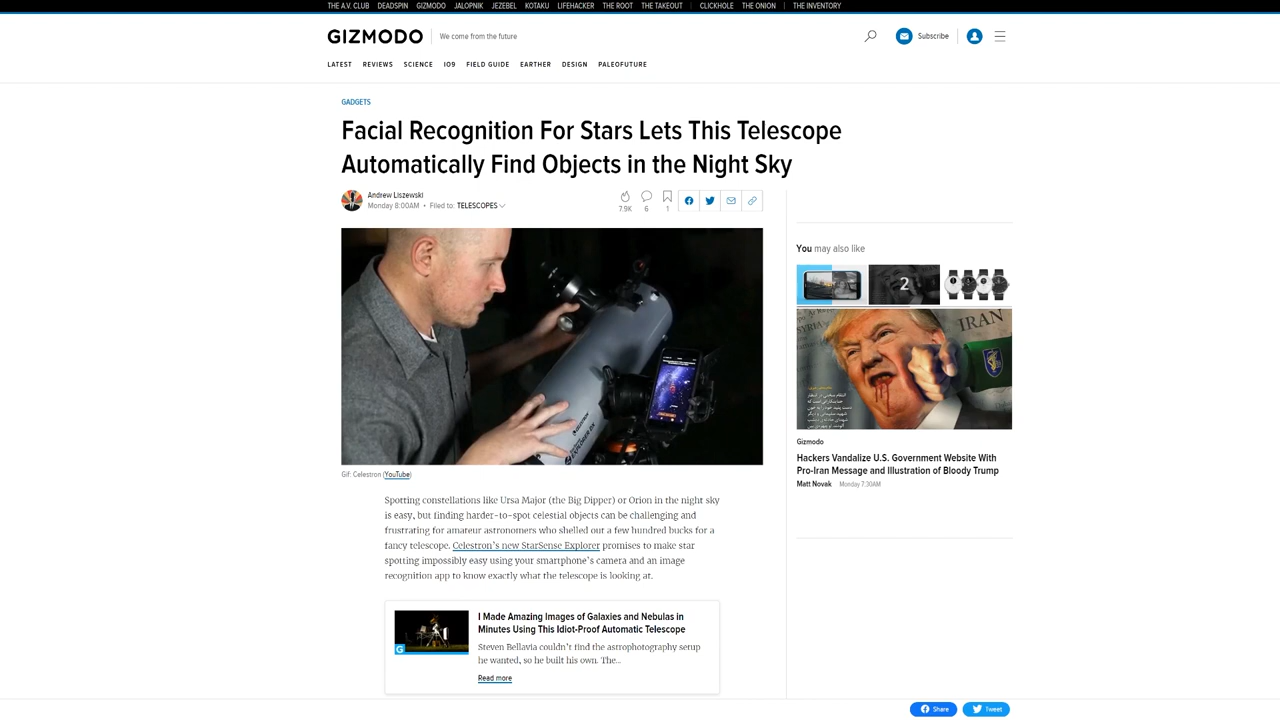 THE A.V. CLUB DEADSPIN GIZMODO JALOPNIK JEZEBEL KOTAKU LIFEHACKER THE ROOT THE TAKEOUT CLICKHOLE THE ONION THE INVENTORY
GIZMODO We come from the future Subscribe
LATEST REVIEWS SCIENCE IO9 FIELD GUIDE EARTHER DESIGN PALEOFUTURE
GADGETS
Facial Recognition For Stars Lets This Telescope
Automatically Find Objects in the Night Sky
Andrew Liszewski
Monday 8:00AM • Filed to: TELESCOPES
7.9K 6 1
Gif: Celestron (YouTube)
Spotting constellations like Ursa Major (the Big Dipper) or Orion in the night sky
is easy, but finding harder-to-spot celestial objects can be challenging and
frustrating for amateur astronomers who shelled out a few hundred bucks for a
fancy telescope. Celestron's new StarSense Explorer promises to make star
spotting impossibly easy using your smartphone's camera and an image
recognition app to know exactly what the telescope is looking at.
G
I Made Amazing Images of Galaxies and Nebulas in
Minutes Using This Idiot-Proof Automatic Telescope
Steven Bellavia couldn't find the astrophotography setup
he wanted, so he built his own. The...
Read more
You may also like
2
IRAN
Gizmodo
Hackers Vandalize U.S. Government Website With
Pro-Iran Message and Illustration of Bloody Trump
Matt Novak Monday 7:30AM
Share Tweet